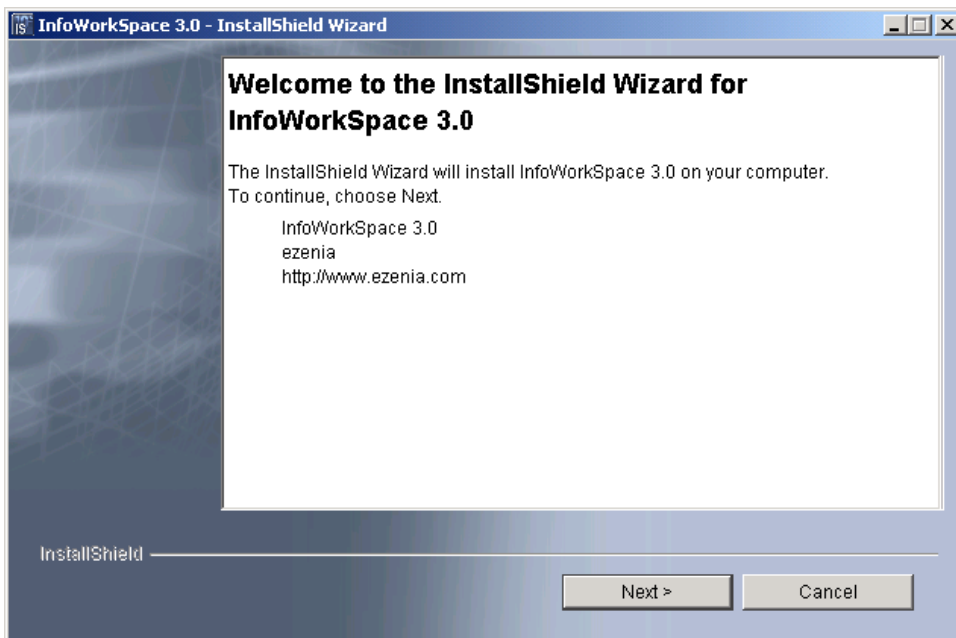 InfoWorkSpace 3.0 - InstallShield Wizard
Welcome to the InstallShield Wizard for
InfoWorkSpace 3.0
The InstallShield Wizard will install InfoWorkSpace 3.0 on your computer.
To continue, choose Next.
InfoWorkSpace 3.0
ezenia
http://www.ezenia.com
InstallShield
Next >
Cancel